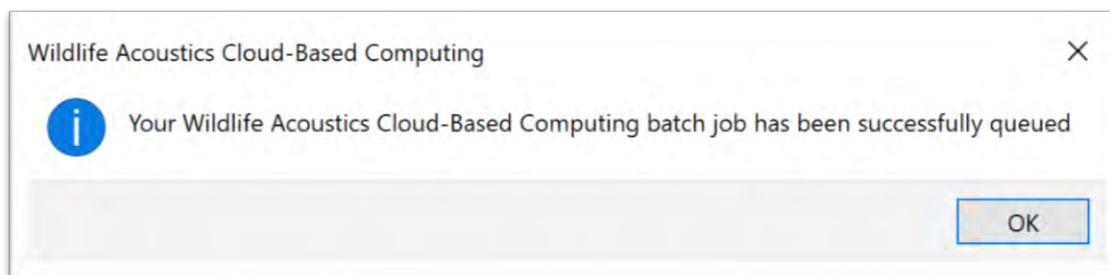 Wildlife Acoustics Cloud-Based Computing
Your Wildlife Acoustics Cloud-Based Computing batch job has been successfully queued
OK